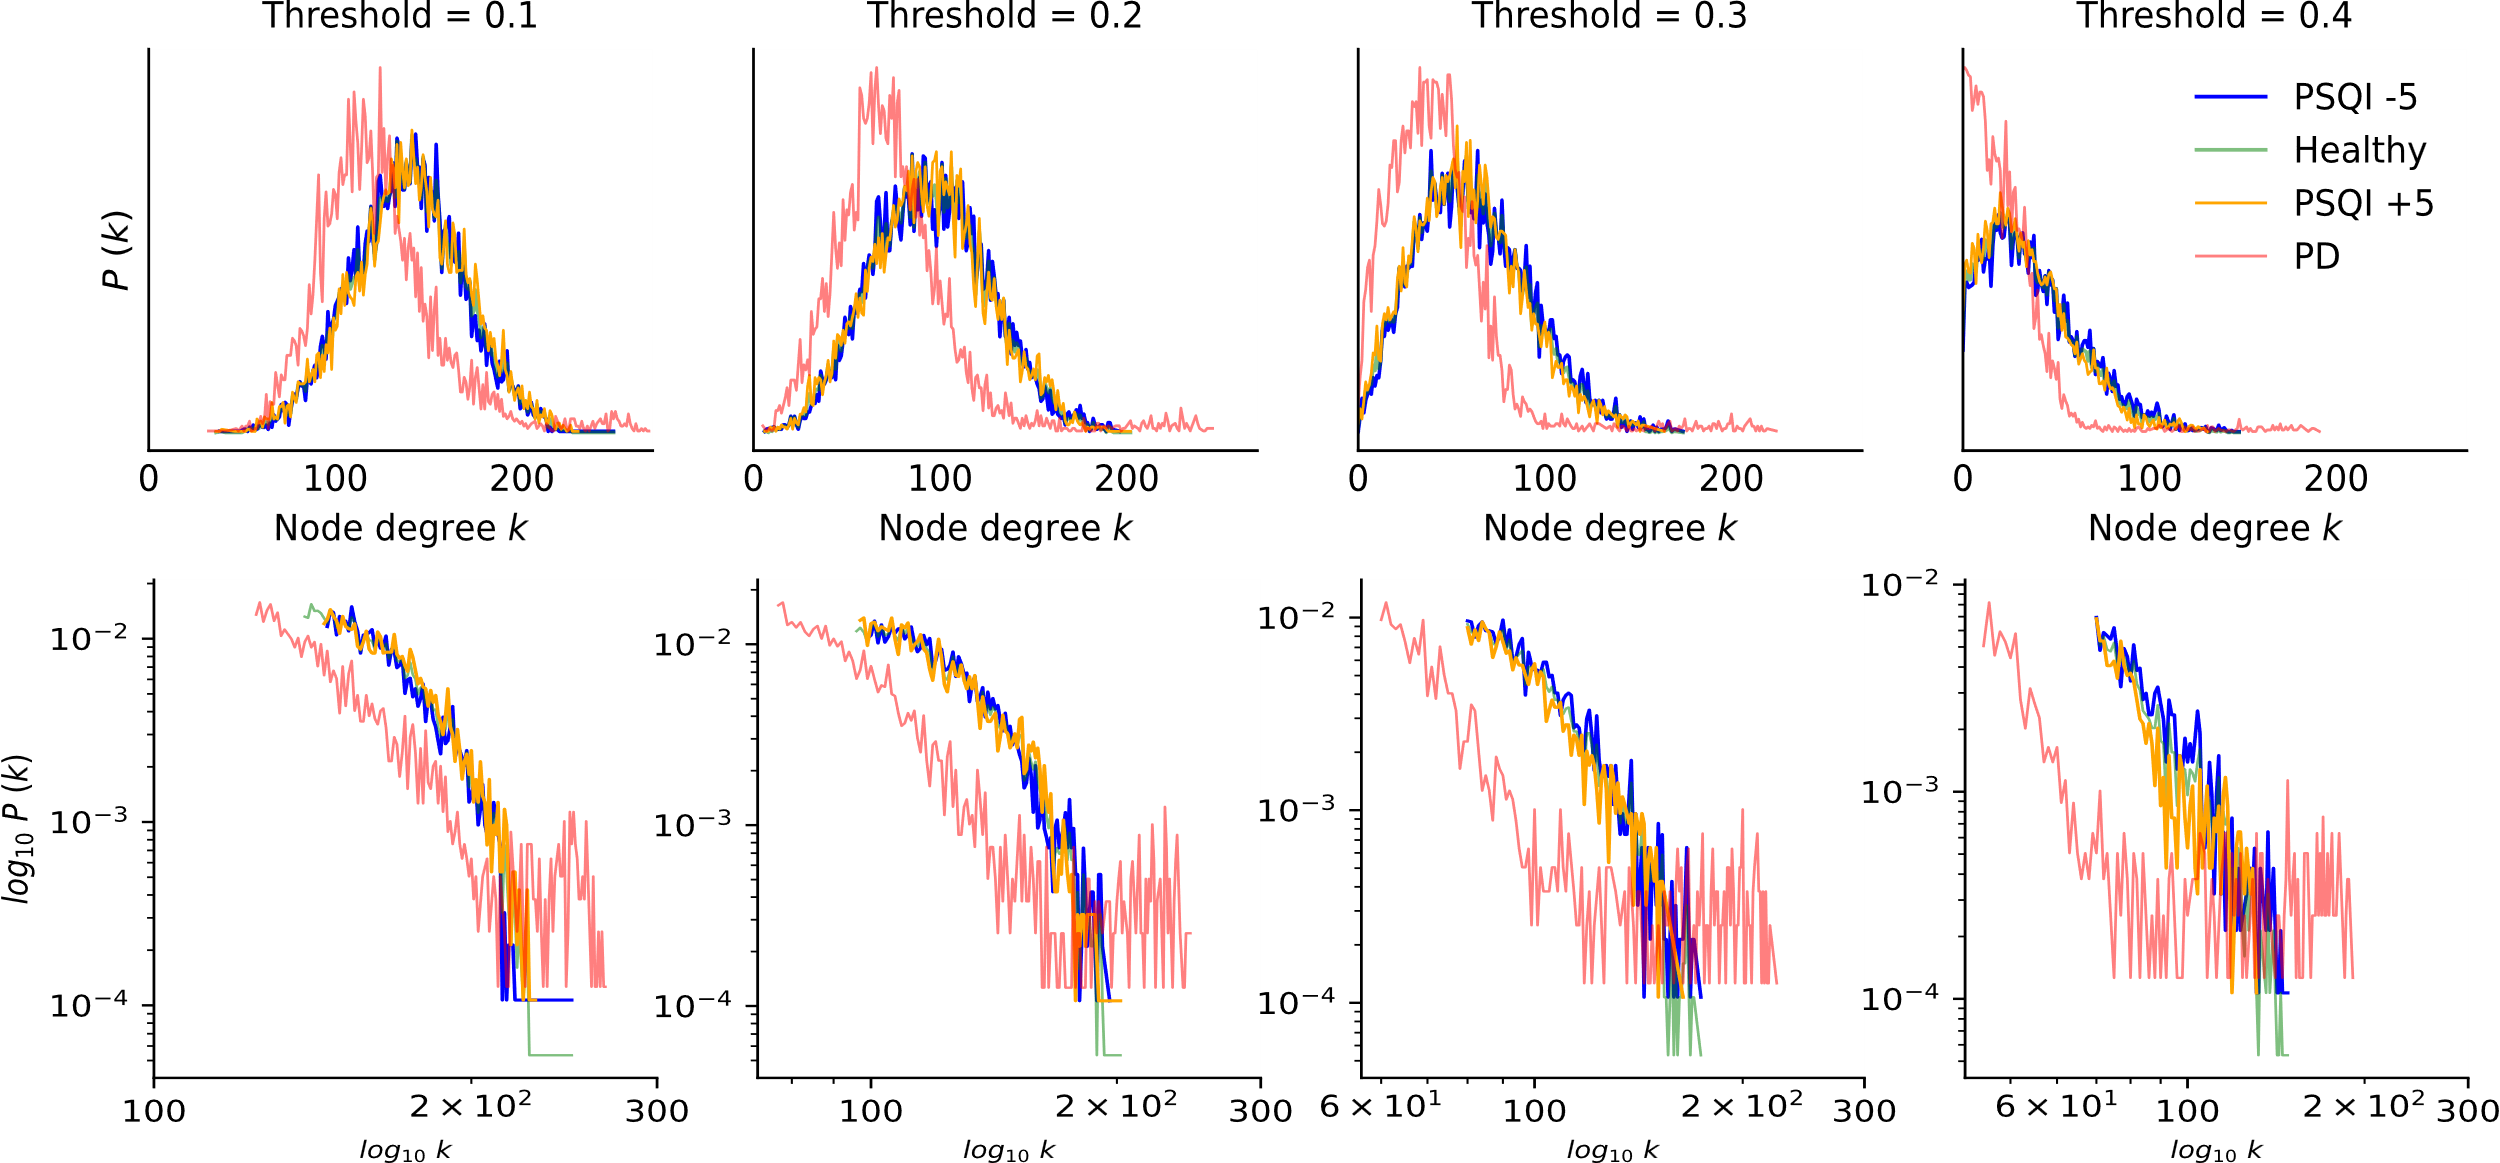 Threshold = 0.1 Threshold = 0.2 Threshold = 0.3 Threshold = 0.4
PSQI -5
Healthy
PSQI +5
PD
P (k)
0 100 200 0 100 200 0 100 200 0 100 200
Node degree k Node degree k Node degree k Node degree k
10⁻² 10⁻² 10⁻² 10⁻²
10⁻³ 10⁻³ 10⁻³ 10⁻³
log₁₀ P (k)
10⁻⁴ 10⁻⁴ 10⁻⁴ 10⁻⁴
100 2 × 10² 300 100 2 × 10² 300 6 × 10¹ 100 2 × 10² 300 6 × 10¹ 100 2 × 10² 300
log₁₀ k log₁₀ k log₁₀ k log₁₀ k